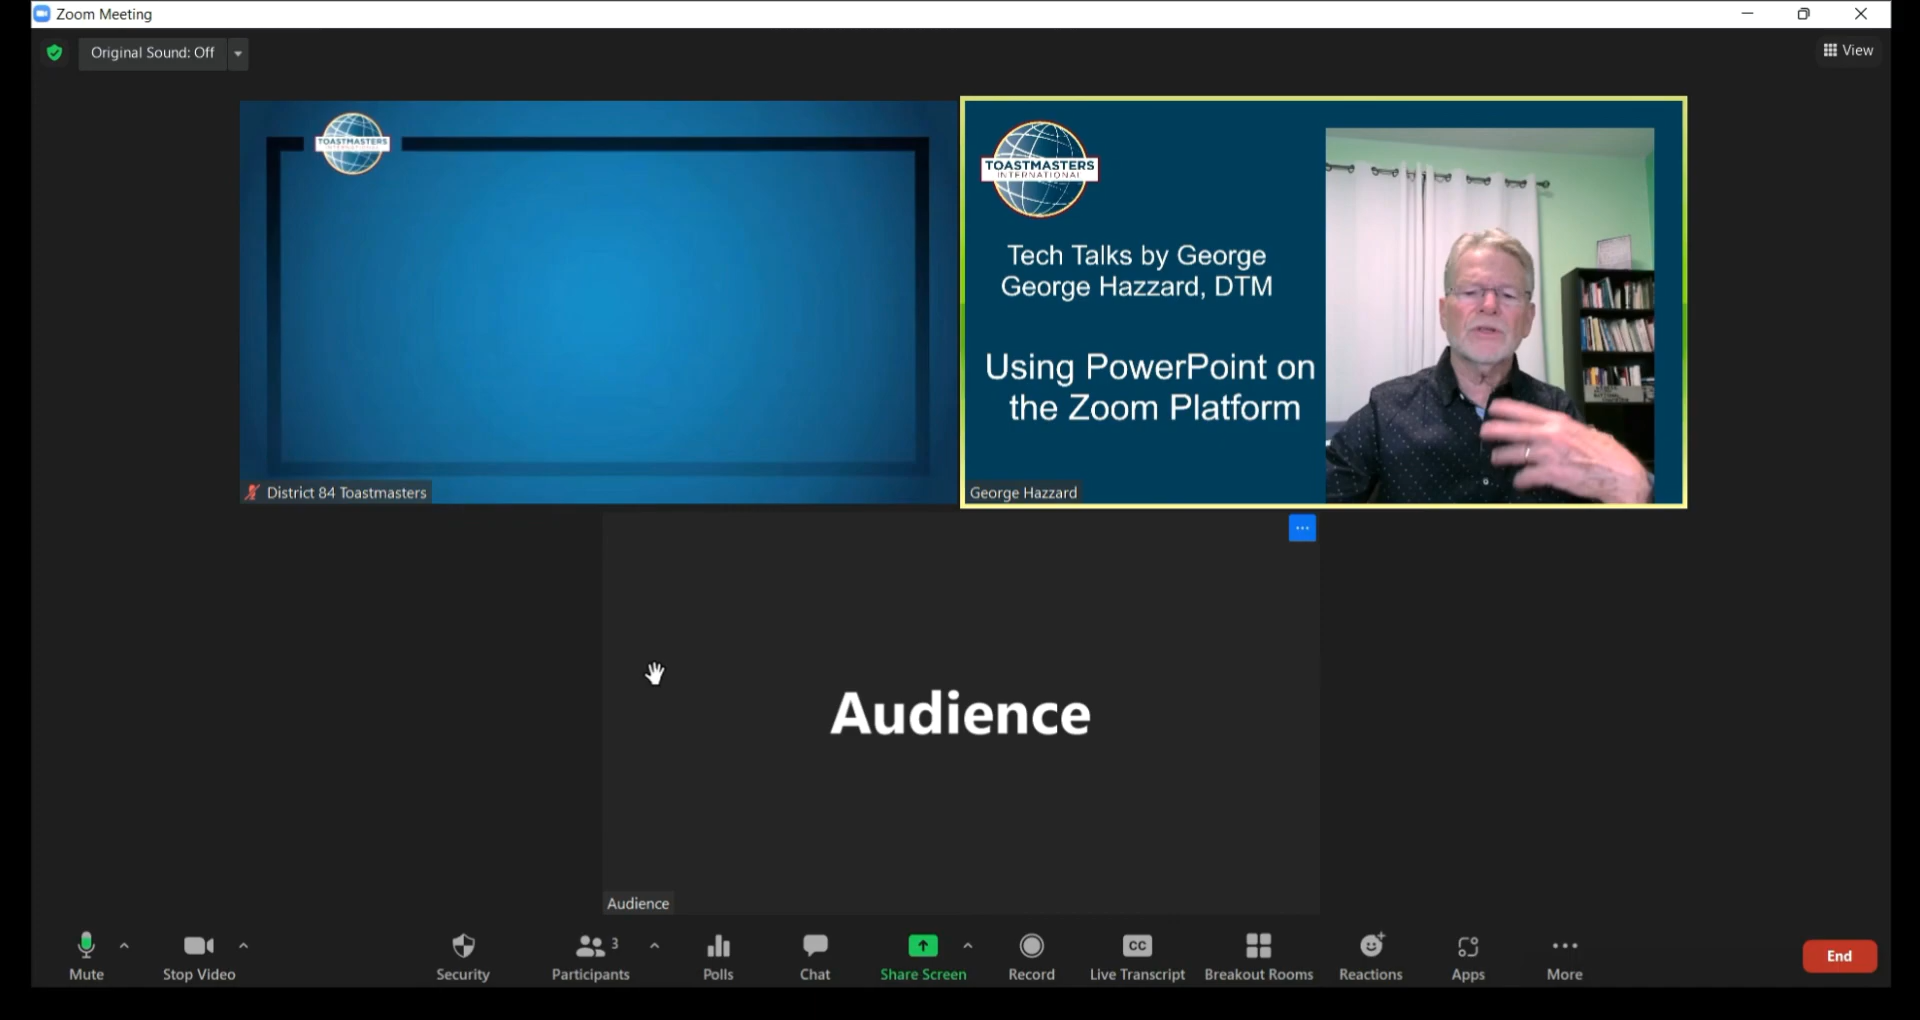 Zoom Meeting
Original Sound: Off
View
TOASTMASTERS
INTERNATIONAL
TOASTMASTERS
INTERNATIONAL
Tech Talks by George
George Hazzard, DTM
Using PowerPoint on
the Zoom Platform
District 84 Toastmasters
George Hazzard
Audience
Audience
3
CC
Mute
Stop Video
Security
Participants
Polls
Chat
Share Screen
Record
Live Transcript
Breakout Rooms
Reactions
Apps
More
End